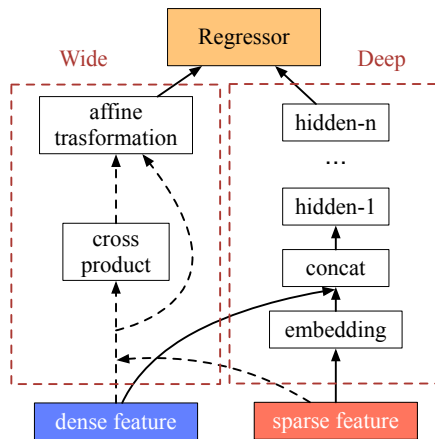 Regressor
Wide
Deep
affine
trasformation
hidden-n
...
hidden-1
cross
product
concat
embedding
dense feature
sparse feature